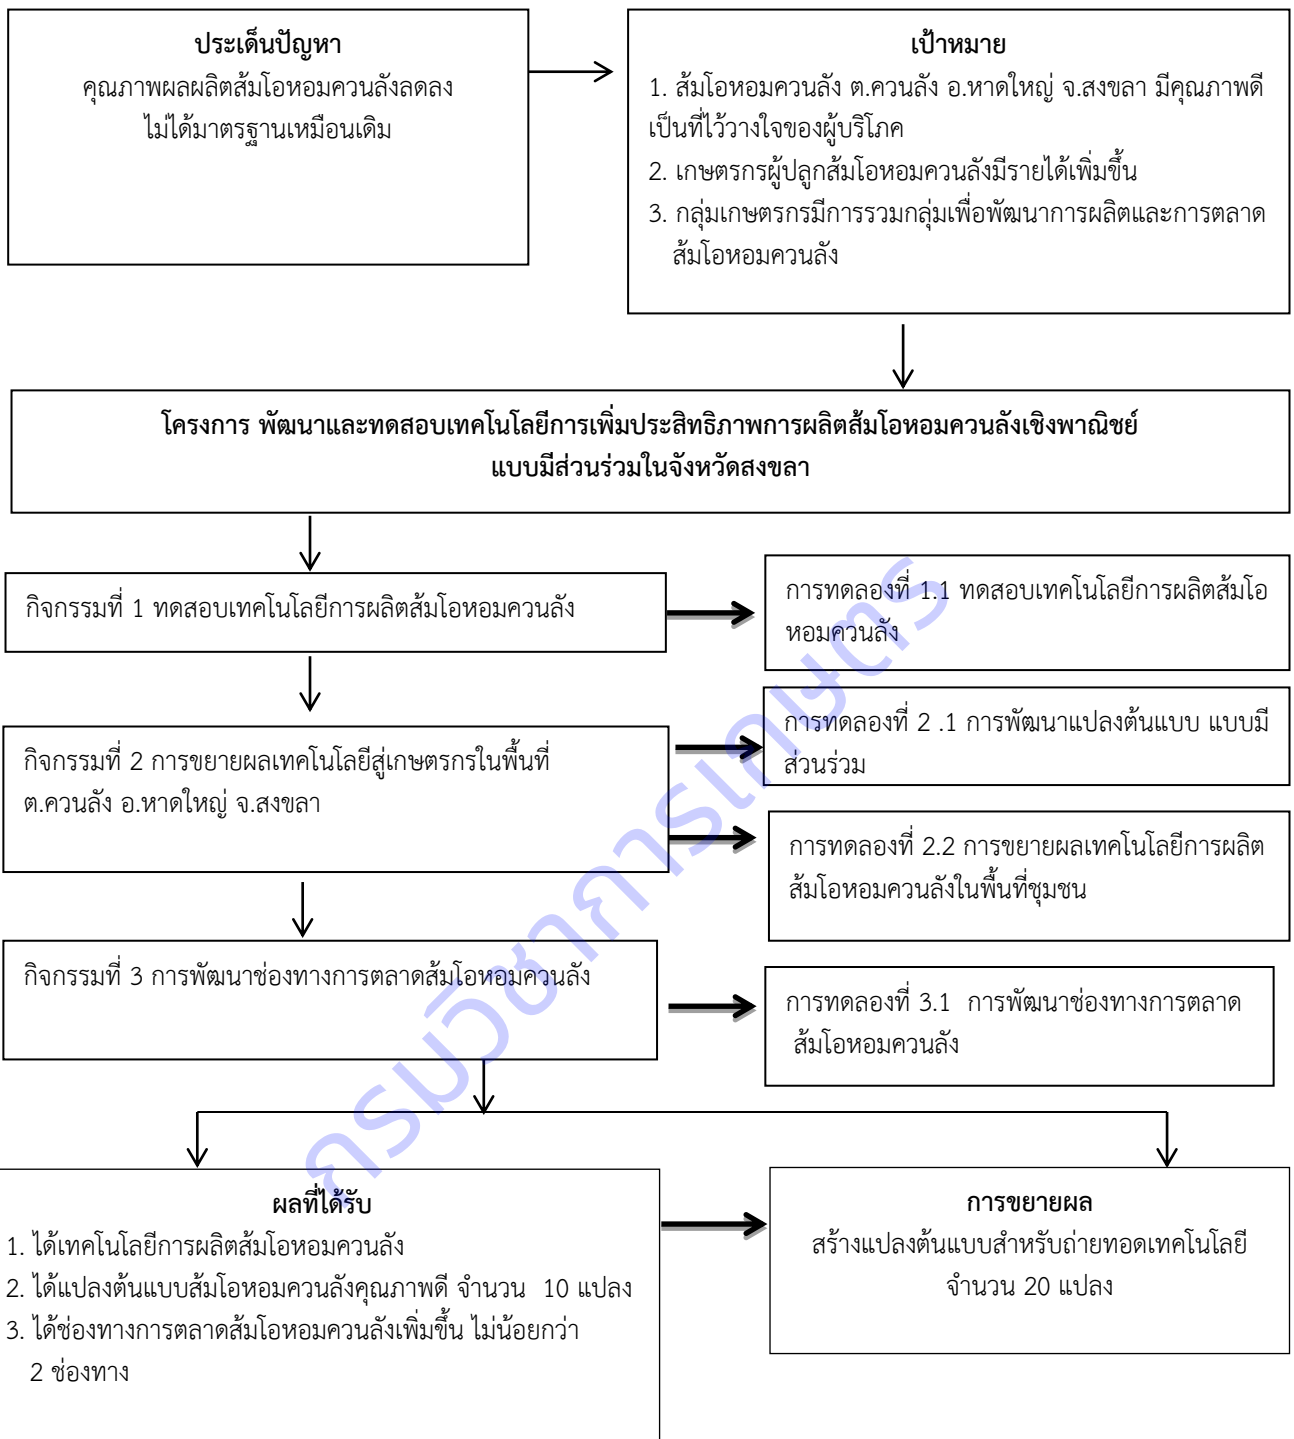 ประเด็นปัญหา
คุณภาพผลผลิตส้มโอหอมควนลังลดลง
ไม่ได้มาตรฐานเหมือนเดิม
เป้าหมาย
1. ส้มโอหอมควนลัง ต.ควนลัง อ.หาดใหญ่ จ.สงขลา มีคุณภาพดี
เป็นที่ไว้วางใจของผู้บริโภค
2. เกษตรกรผู้ปลูกส้มโอหอมควนลังมีรายได้เพิ่มขึ้น
3. กลุ่มเกษตรกรมีการรวมกลุ่มเพื่อพัฒนาการผลิตและการตลาด
ส้มโอหอมควนลัง
โครงการ พัฒนาและทดสอบเทคโนโลยีการเพิ่มประสิทธิภาพการผลิตส้มโอหอมควนลังเชิงพาณิชย์
แบบมีส่วนร่วมในจังหวัดสงขลา
กิจกรรมที่ 1 ทดสอบเทคโนโลยีการผลิตส้มโอหอมควนลัง
การทดลองที่ 1.1 ทดสอบเทคโนโลยีการผลิตส้มโอ
หอมควนลัง
กิจกรรมที่ 2 การขยายผลเทคโนโลยีสู่เกษตรกรในพื้นที่
ต.ควนลัง อ.หาดใหญ่ จ.สงขลา
การทดลองที่ 2 .1 การพัฒนาแปลงต้นแบบ แบบมี
ส่วนร่วม
การทดลองที่ 2.2 การขยายผลเทคโนโลยีการผลิต
ส้มโอหอมควนลังในพื้นที่ชุมชน
กิจกรรมที่ 3 การพัฒนาช่องทางการตลาดส้มโอหอมควนลัง
การทดลองที่ 3.1 การพัฒนาช่องทางการตลาด
ส้มโอหอมควนลัง
ผลที่ได้รับ
1. ได้เทคโนโลยีการผลิตส้มโอหอมควนลัง
2. ได้แปลงต้นแบบส้มโอหอมควนลังคุณภาพดี จำนวน 10 แปลง
3. ได้ช่องทางการตลาดส้มโอหอมควนลังเพิ่มขึ้น ไม่น้อยกว่า
2 ช่องทาง
การขยายผล
สร้างแปลงต้นแบบสำหรับถ่ายทอดเทคโนโลยี
จำนวน 20 แปลง
กรมวิชาการเกษตร